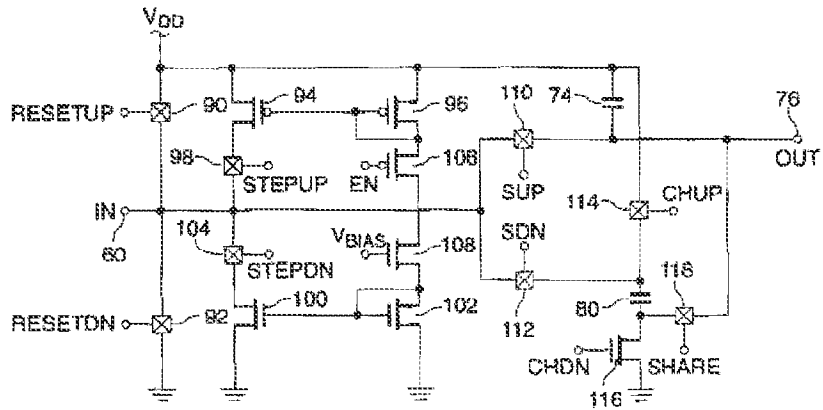 VDD
RESETUP
90
94
96
110
74
76
OUT
98
STEPUP
EN
106
SUP
114
CHUP
IN
60
104
STEPDN
VBIAS
108
SDN
112
80
118
RESETDN
92
100
102
CHDN
116
SHARE